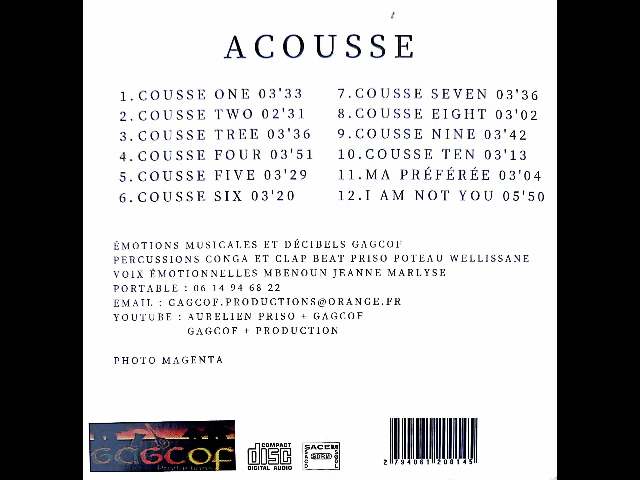 ACOUSSE
1.COUSSE ONE 03'33
2.COUSSE TWO 02'31
3.COUSSE TREE 03'36
4.COUSSE FOUR 03'51
5.COUSSE FIVE 03'29
6.COUSSE SIX 03'20
7.COUSSE SEVEN 03'36
8.COUSSE EIGHT 03'02
9.COUSSE NINE 03'42
10.COUSSE TEN 03'13
11.MA PRÉFÉRÉE 03'04
12.I AM NOT YOU 05'50
ÉMOTIONS MUSICALES ET DÉCIBELS GAGCOF
PERCUSSIONS CONGA ET CLAP BEAT PRISO POTEAU WELLISSANE
VOIX ÉMOTIONNELLES MBENOUN JEANNE MARLYSE
PORTABLE : 06 14 94 68 22
EMAIL : GAGCOF.PRODUCTIONS@ORANGE.FR
YOUTUBE : AURELIEN PRISO + GAGCOF
GAGCOF + PRODUCTION
PHOTO MAGENTA
GAGCOF
Productions
COMPACT
disc
DIGITAL AUDIO
SACEM
SDRM
2 794061 200145